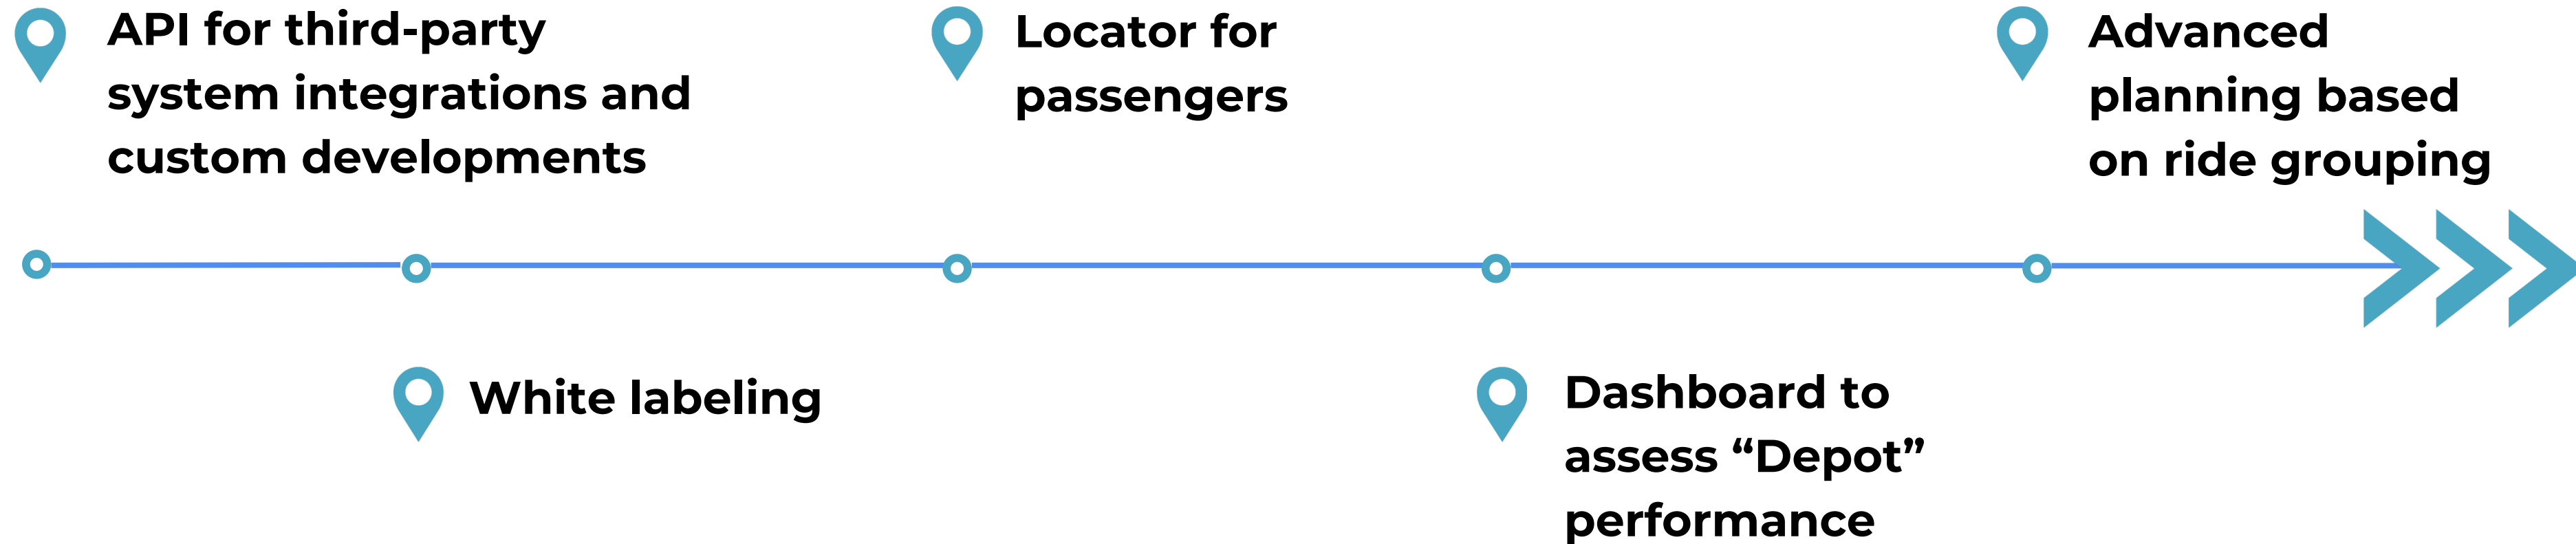 API for third-party
system integrations and
custom developments
White labeling
Locator for
passengers
Dashboard to
assess “Depot”
performance
Advanced
planning based
on ride grouping